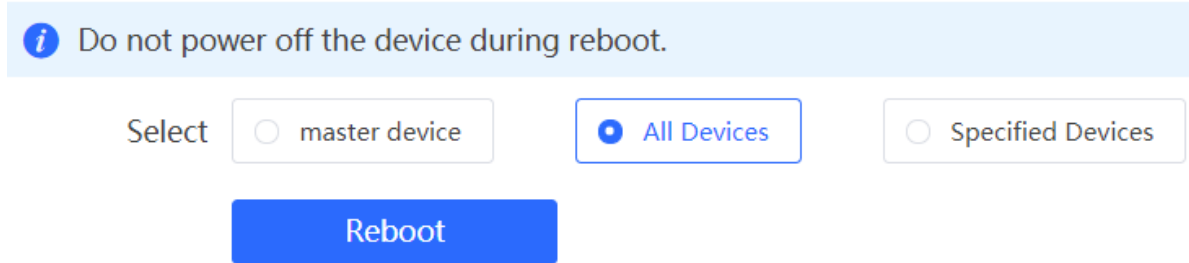 Do not power off the device during reboot.
Select master device All Devices Specified Devices
Reboot